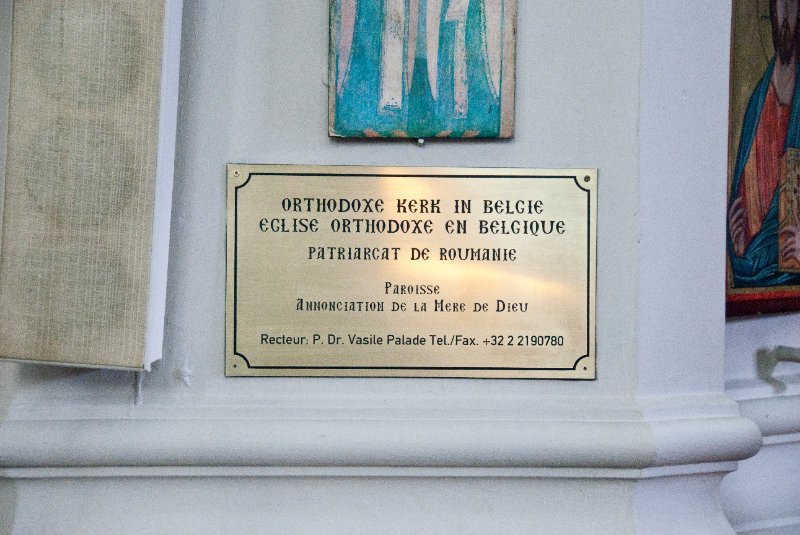 ORTHODOXE KERK IN BELGIE
EGLISE ORTHODOXE EN BELGIQUE
PATRIARCAT DE ROUMANIE
PAROISSE
ANNONCIATION DE LA MERE DE DIEU
Recteur: P. Dr. Vasile Palade Tel./Fax. +32 2 2190780